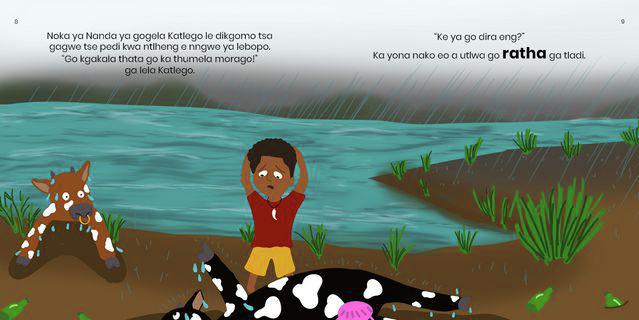 8
Noka ya Nanda ya gogela Katlego le dikgomo tsa
gagwe tse pedi kwa ntlheng e nngwe ya lebopo.
“Go kgakala thata go ka thumela morago!”
ga lela Katlego.
9
“Ke ya go dira eng?”
Ka yona nako eo a utlwa go ratha ga tladi.